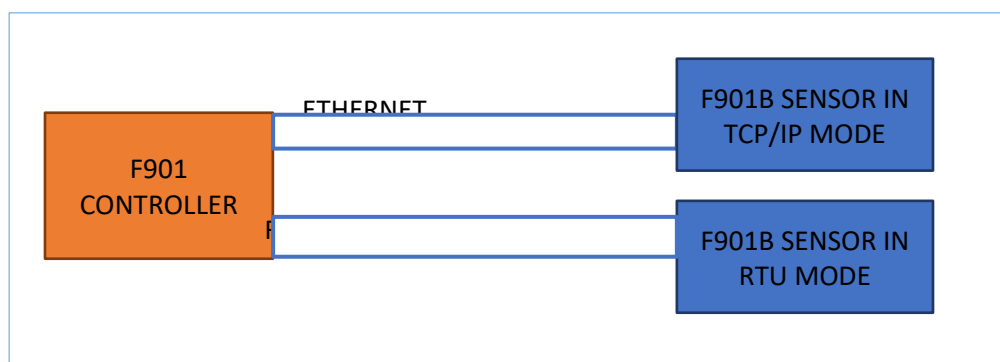 ETHERNET
F901B SENSOR IN
TCP/IP MODE
F901
CONTROLLER
F901B SENSOR IN
RTU MODE